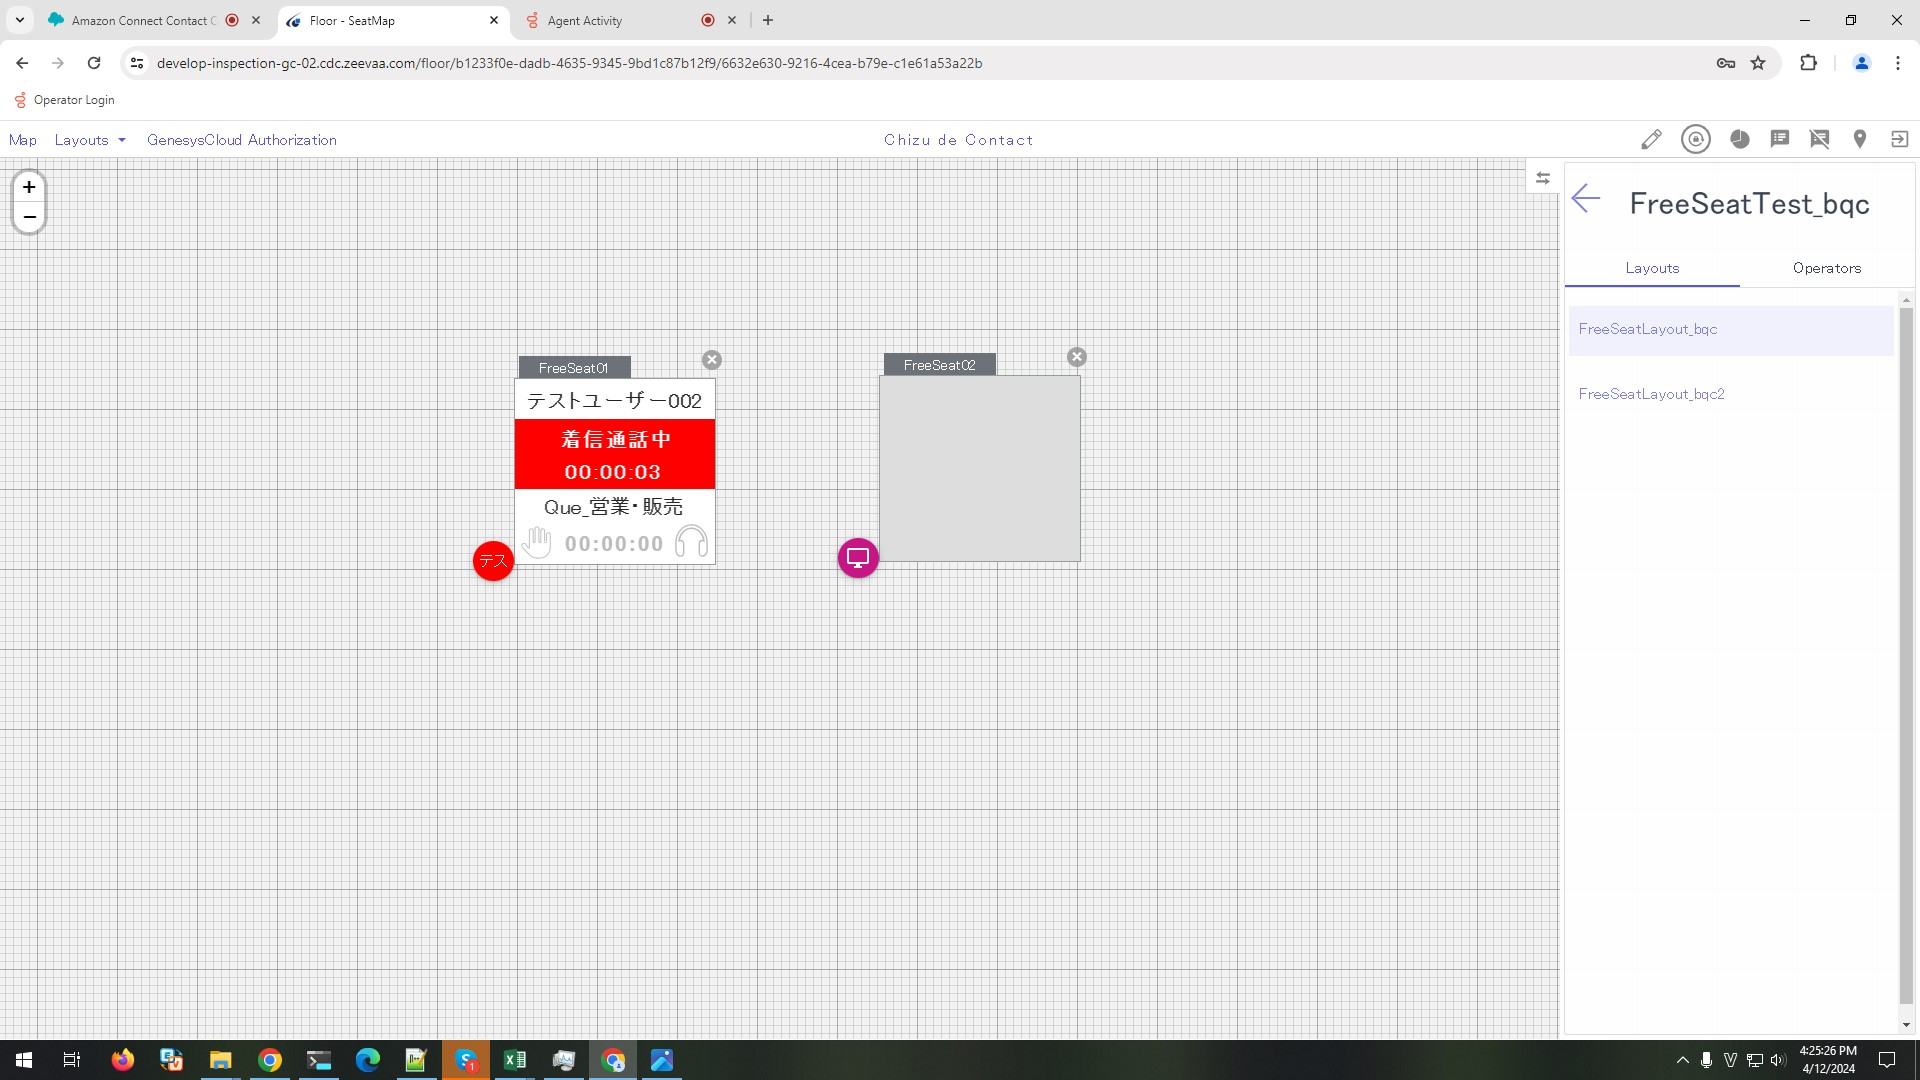 Amazon Connect Contact C
Floor - SeatMap
Agent Activity
develop-inspection-gc-02.cdc.zeevaa.com/floor/b1233f0e-dadb-4635-9345-9bd1c87b12f9/6632e630-9216-4cea-b79e-c1e61a53a22b
Operator Login
Map
Layouts
GenesysCloud Authorization
Chizu de Contact
+
−
FreeSeatTest_bqc
Layouts
Operators
FreeSeatLayout_bqc
FreeSeatLayout_bqc2
FreeSeat01
テストユーザー002
着信通話中
00:00:03
Que_営業・販売
00:00:00
テス
FreeSeat02
4:25:26 PM
4/12/2024